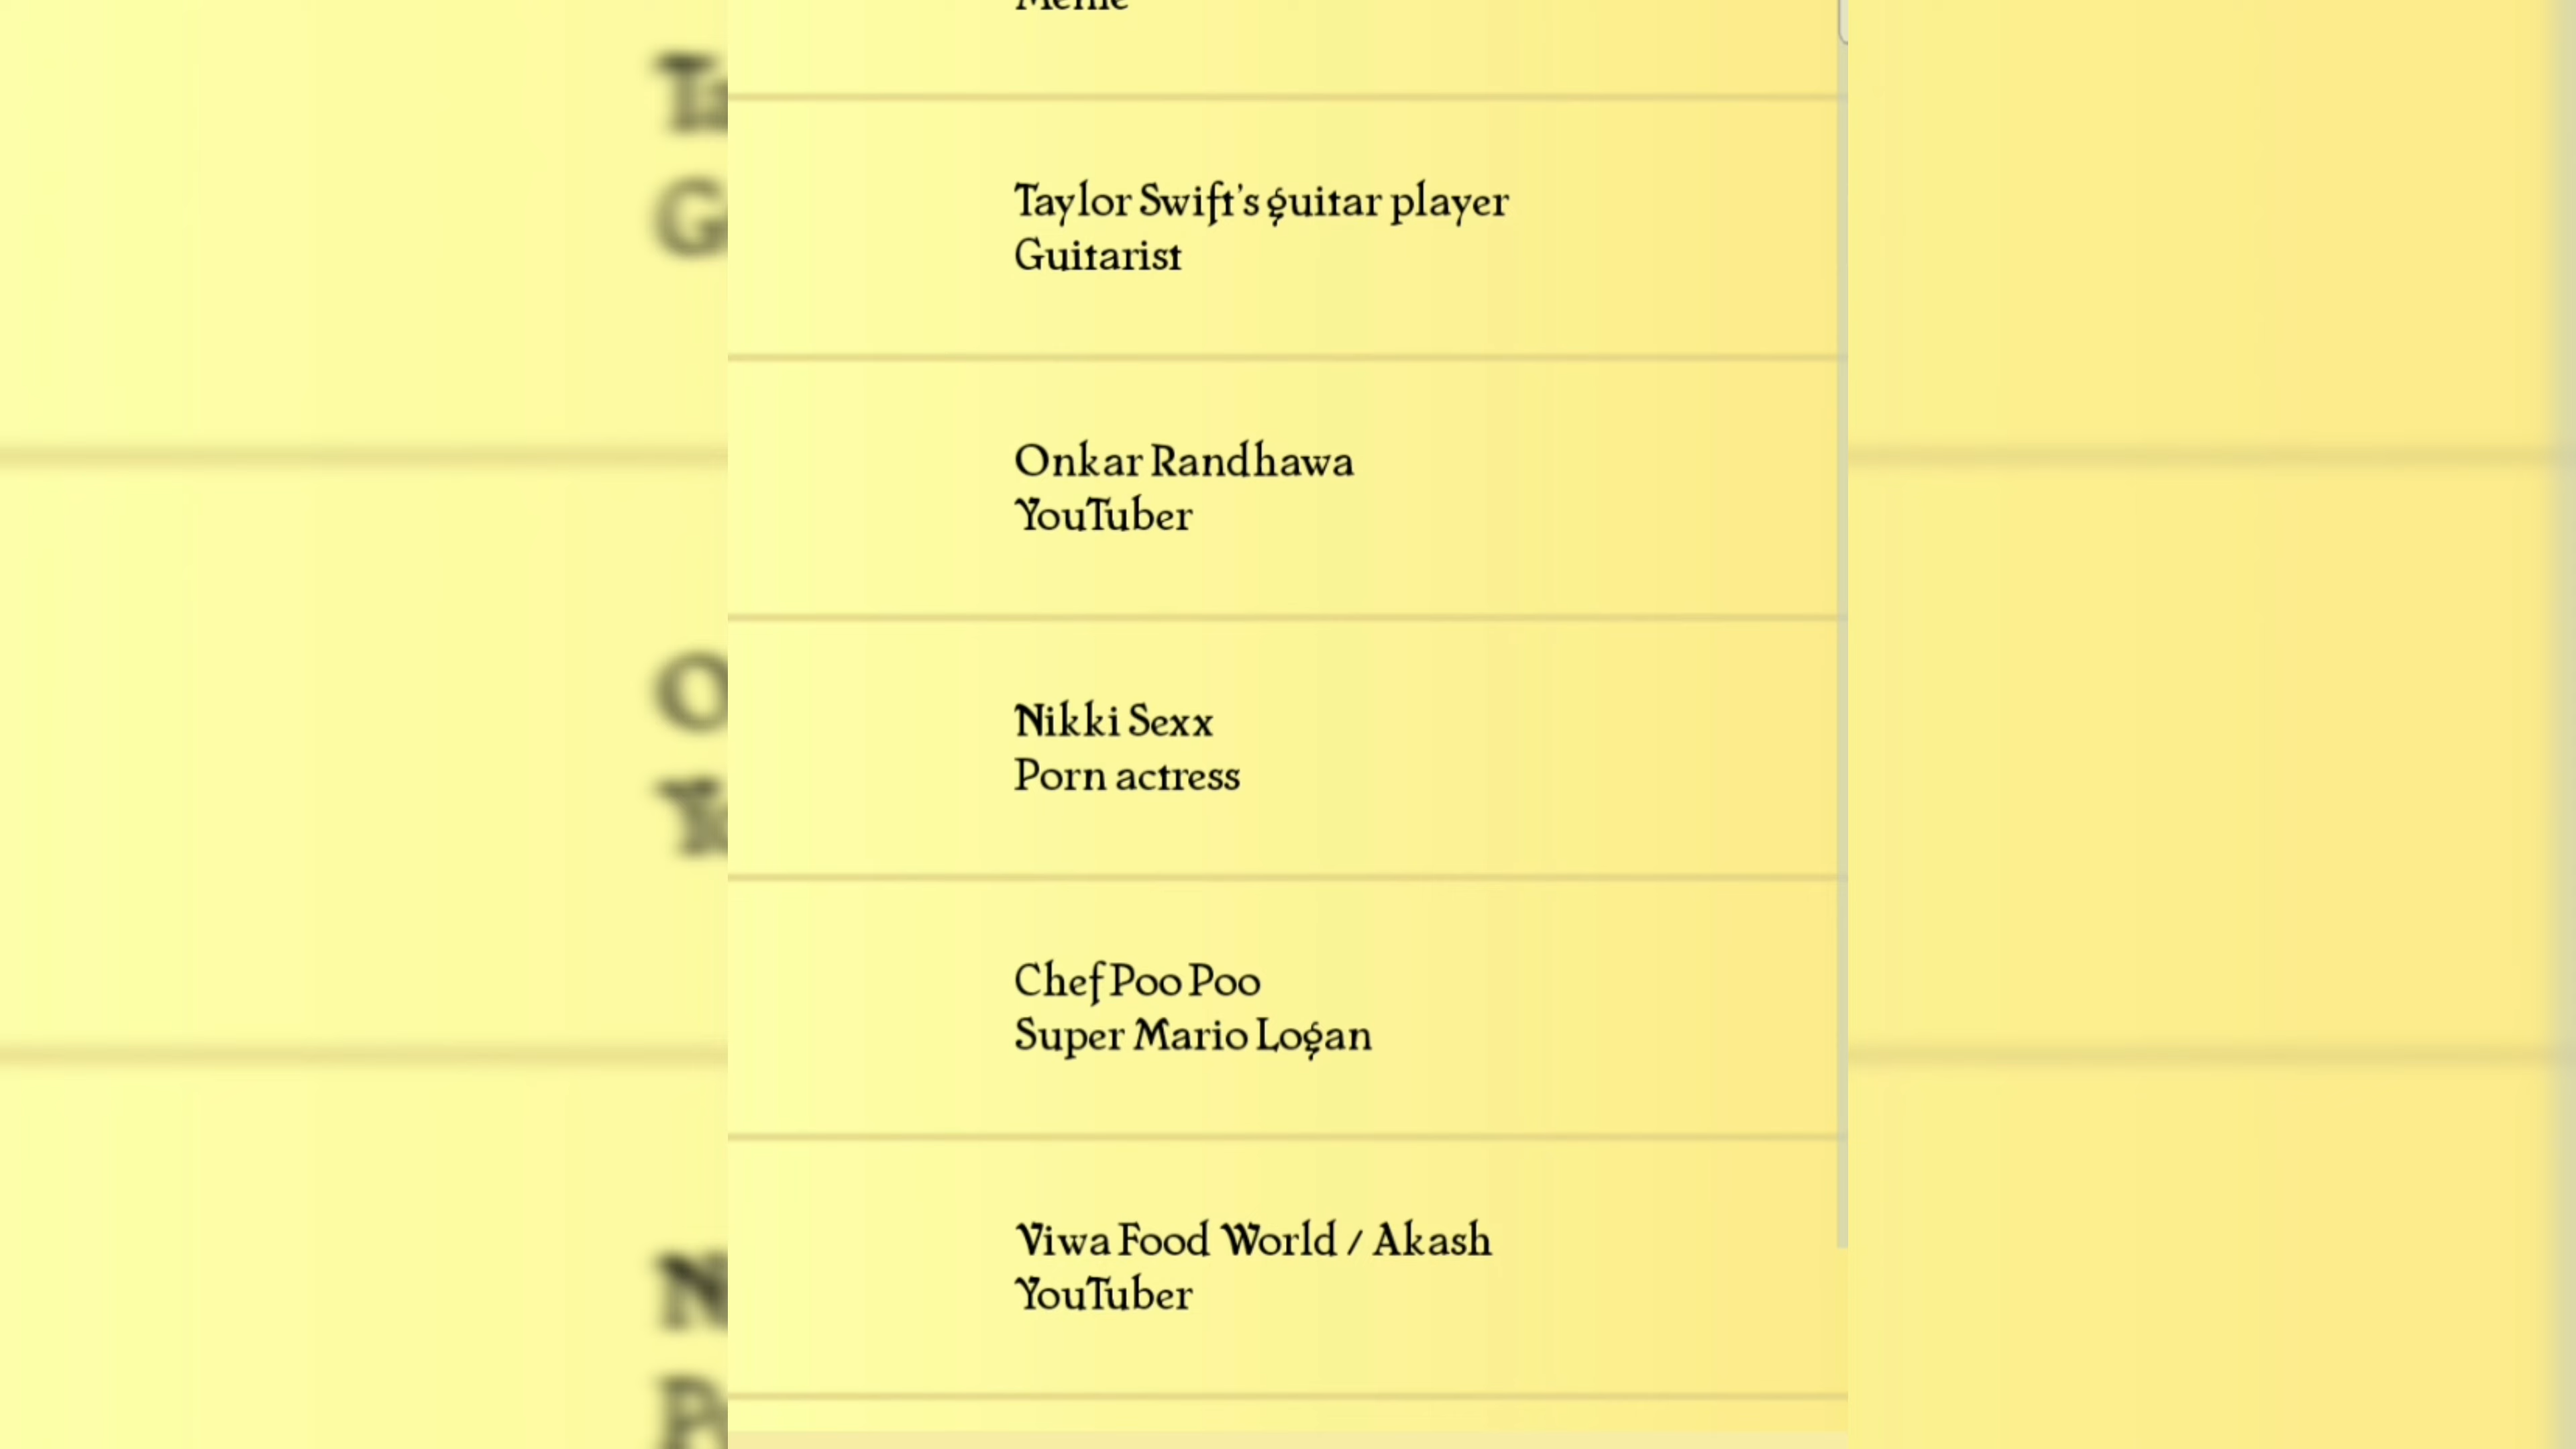 Taylor Swift's guitar player
Guitarist
Onkar Randhawa
YouTuber
Nikki Sexx
Porn actress
Chef Poo Poo
Super Mario Logan
Viwa Food World / Akash
YouTuber